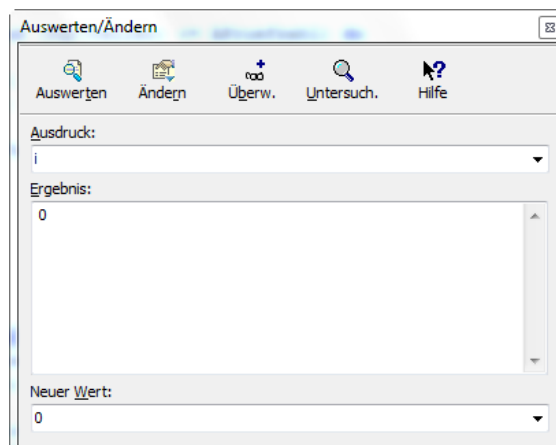 Auswerten/Ändern
Auswerten Ändern Überw. Untersuch. Hilfe
Ausdruck:
i
Ergebnis:
0
Neuer Wert:
0